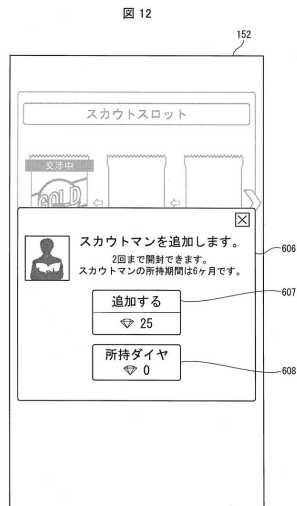 図 12
152
スカウトスロット
交渉中
GOLD
スカウトマンを追加します。
2回まで開封できます。
スカウトマンの所持期間は6ヶ月です。
606
追加する
25
607
所持ダイヤ
0
608